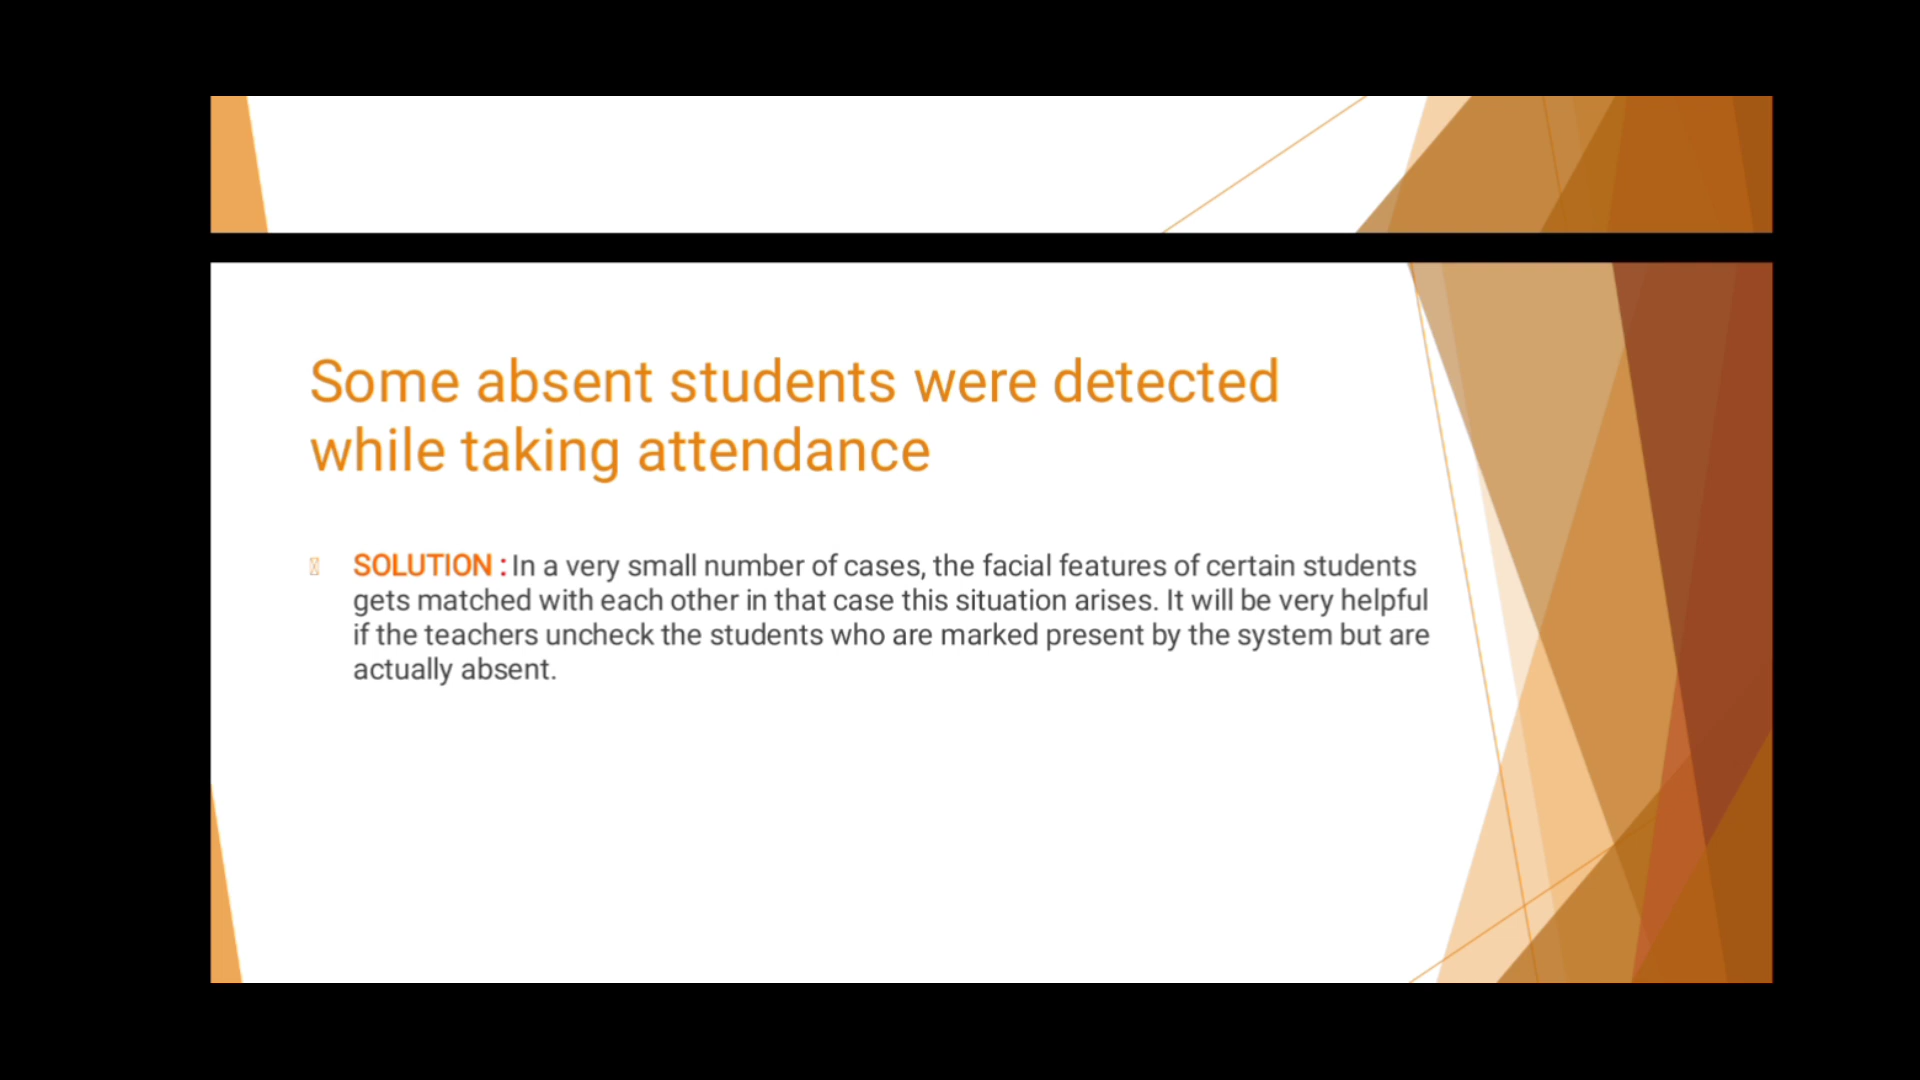 Some absent students were detected
while taking attendance
SOLUTION : In a very small number of cases, the facial features of certain students
gets matched with each other in that case this situation arises. It will be very helpful
if the teachers uncheck the students who are marked present by the system but are
actually absent.